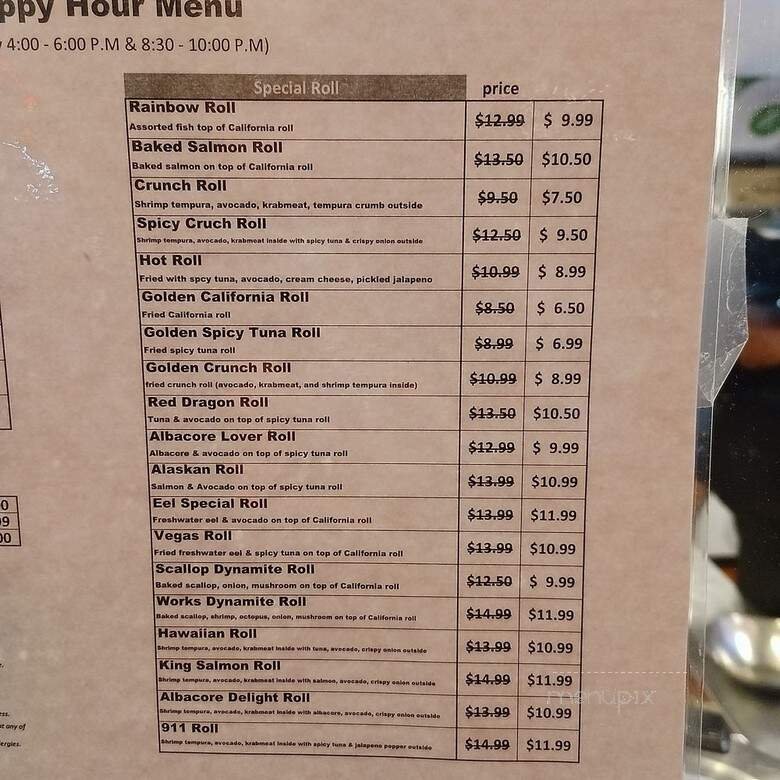 ppy Hour Menu
4:00 - 6:00 P.M & 8:30 - 10:00 P.M)
Special Roll price
Rainbow Roll $12.99 $ 9.99
Assorted fish top of California roll
Baked Salmon Roll $13.50 $10.50
Baked salmon on top of California roll
Crunch Roll $9.50 $7.50
Shrimp tempura, avocado, krabmeat, tempura crumb outside
Spicy Cruch Roll $12.50 $ 9.50
Shrimp tempura, avocado, krabmeat inside with spicy tuna & crispy onion outside
Hot Roll $10.99 $ 8.99
Fried with spcy tuna, avocado, cream cheese, pickled jalapeno
Golden California Roll $8.50 $ 6.50
Fried California roll
Golden Spicy Tuna Roll $8.99 $ 6.99
Fried spicy tuna roll
Golden Crunch Roll $10.99 $ 8.99
fried crunch roll (avocado, krabmeat, and shrimp tempura inside)
Red Dragon Roll $13.50 $10.50
Tuna & avocado on top of spicy tuna roll
Albacore Lover Roll $12.99 $ 9.99
Albacore & avocado on top of spicy tuna roll
Alaskan Roll $13.99 $10.99
Salmon & Avocado on top of spicy tuna roll
Eel Special Roll $13.99 $11.99
Freshwater eel & avocado on top of California roll
Vegas Roll $13.99 $10.99
Fried freshwater eel & spicy tuna on top of California roll
Scallop Dynamite Roll $12.50 $ 9.99
Baked scallop, onion, mushroom on top of California roll
Works Dynamite Roll $14.99 $11.99
Baked scallop, shrimp, octopus, onion, mushroom on top of California roll
Hawaiian Roll $13.99 $10.99
Shrimp tempura, avocado, krabmeat inside with tuna, avocado, crispy onion outside
King Salmon Roll $14.99 $11.99
Shrimp tempura, avocado, krabmeat inside with salmon, avocado, crispy onion outside
Albacore Delight Roll $13.99 $10.99
Shrimp tempura, avocado, krabmeat inside with albacore, avocado, crispy onion outside
911 Roll $14.99 $11.99
Shrimp tempura, avocado, krabmeat inside with spicy tuna & jalapeno pepper outside
at any of
ergies.
menupix